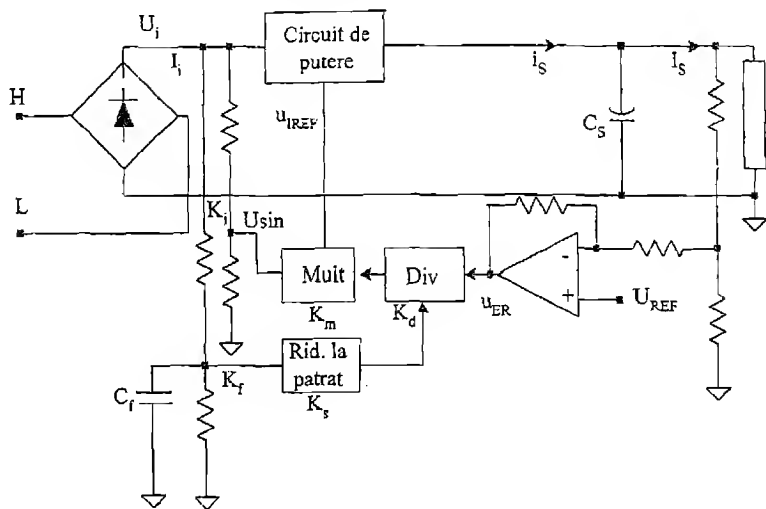 U_i
I_i
Circuit de
putere
i_S
I_S
H
u_IREF
C_S
L
K_i
Usin
Mult
Div
-
+
u_ER
U_REF
K_m
K_d
Rid. la
patrat
K_f
K_s
C_f